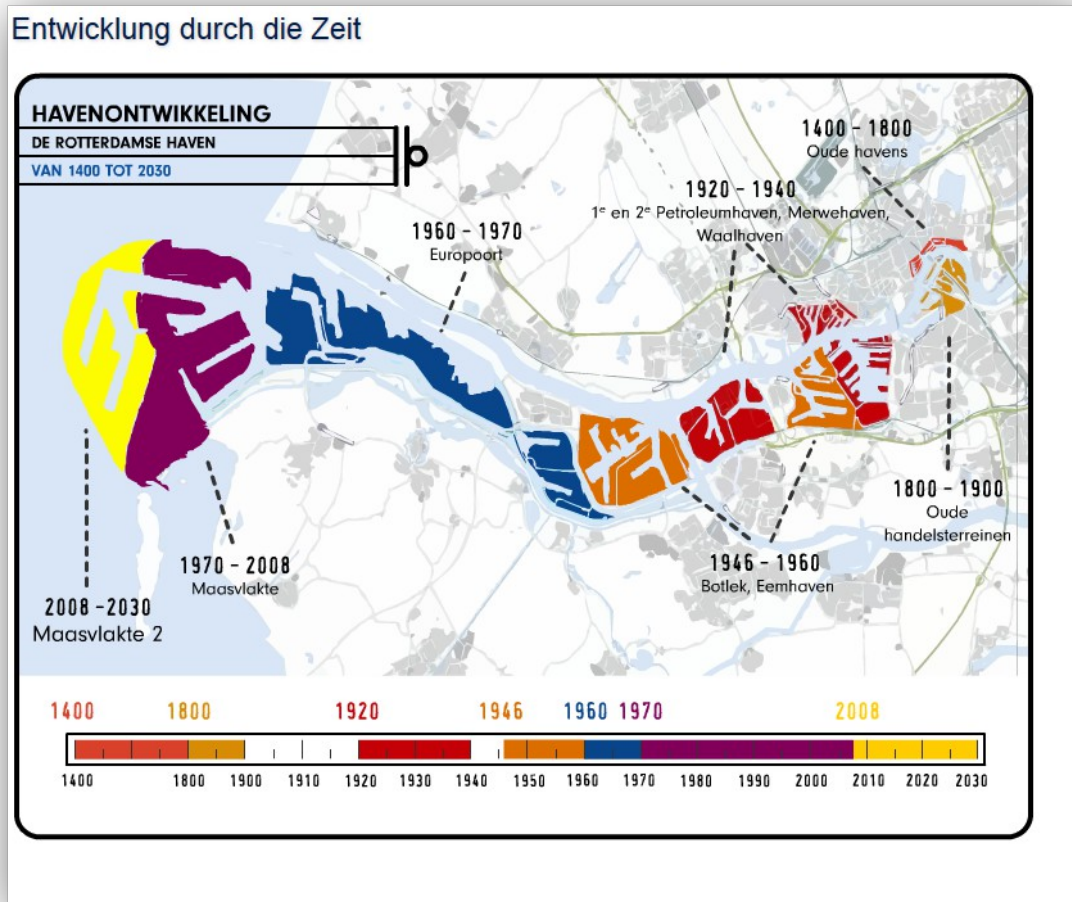 Entwicklung durch die Zeit
HAVENONTWIKKELING
DE ROTTERDAMSE HAVEN
VAN 1400 TOT 2030
1400 – 1800
Oude havens
1920 – 1940
1e en 2e Petroleumhaven, Merwehaven,
Waalhaven
1960 – 1970
Europoort
1800 – 1900
Oude
handelsterreinen
1970 – 2008
Maasvlakte
1946 – 1960
Botlek, Eemhaven
2008 –2030
Maasvlakte 2
1400 1800 1920 1946 1960 1970 2008
1400 1800 1900 1910 1920 1930 1940 1950 1960 1970 1980 1990 2000 2010 2020 2030